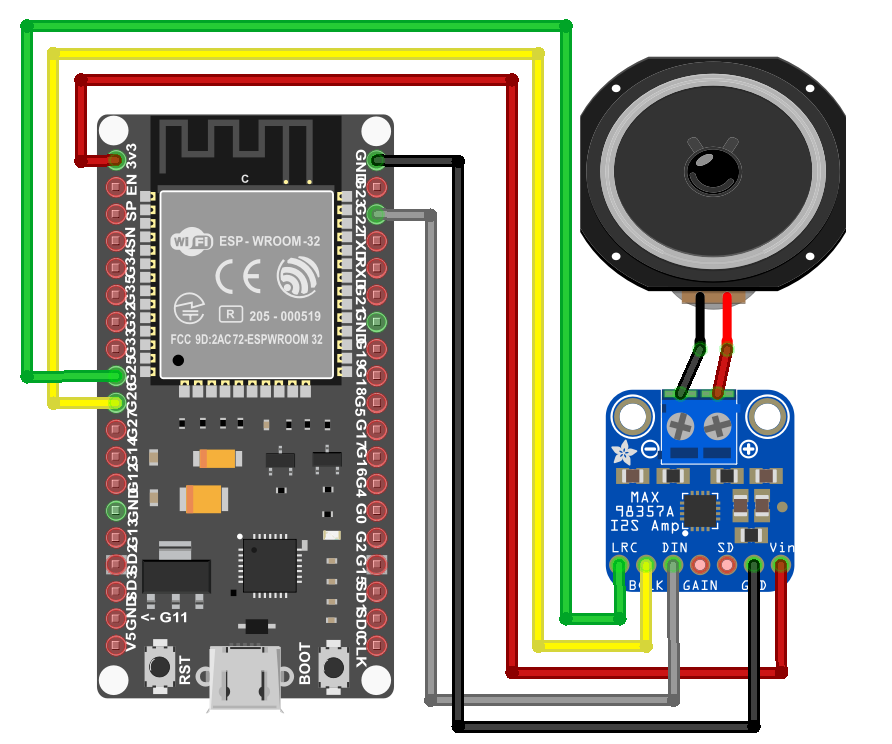 3v3
EN
SP
SN
G34
G35
G32
G33
G25
G26
G27
G14
G12
GND
G13
SD2
SD3
GND
V5
C
WiFi
ESP - WROOM -32
CE
R
205 - 000519
FCC 9D:2AC72-ESPWROOM 32
<- G11
RST
BOOT
GND
G23
G22
TXD
RXD
G21
GND
G19
G18
G5
G17
G16
G4
G0
G2
G15
SD1
SD0
CLK
MAX
98357A
I2S Amp
LRC
DIN
SD
Vin
BCLK
GAIN
GND